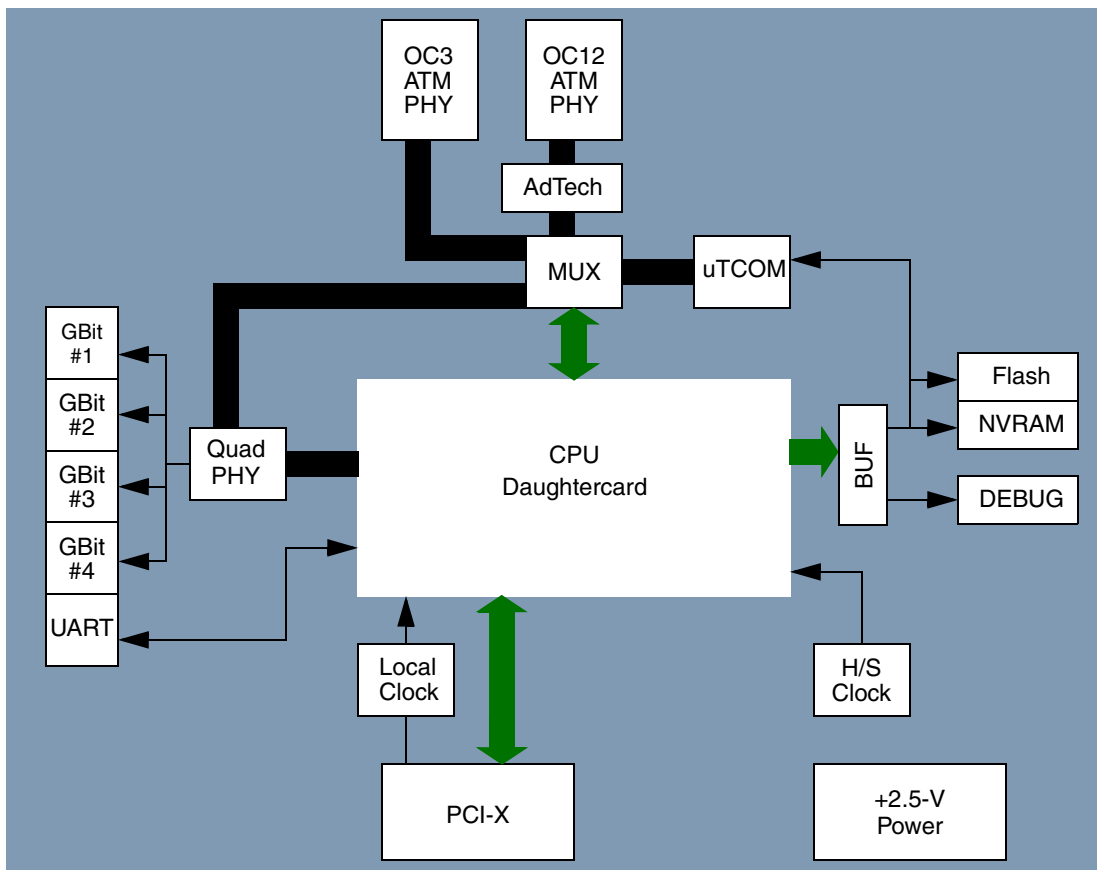 OC3
ATM
PHY
OC12
ATM
PHY
AdTech
MUX
uTCOM
GBit
#1
GBit
#2
GBit
#3
GBit
#4
UART
Quad
PHY
CPU
Daughtercard
BUF
Flash
NVRAM
DEBUG
Local
Clock
H/S
Clock
PCI-X
+2.5-V
Power